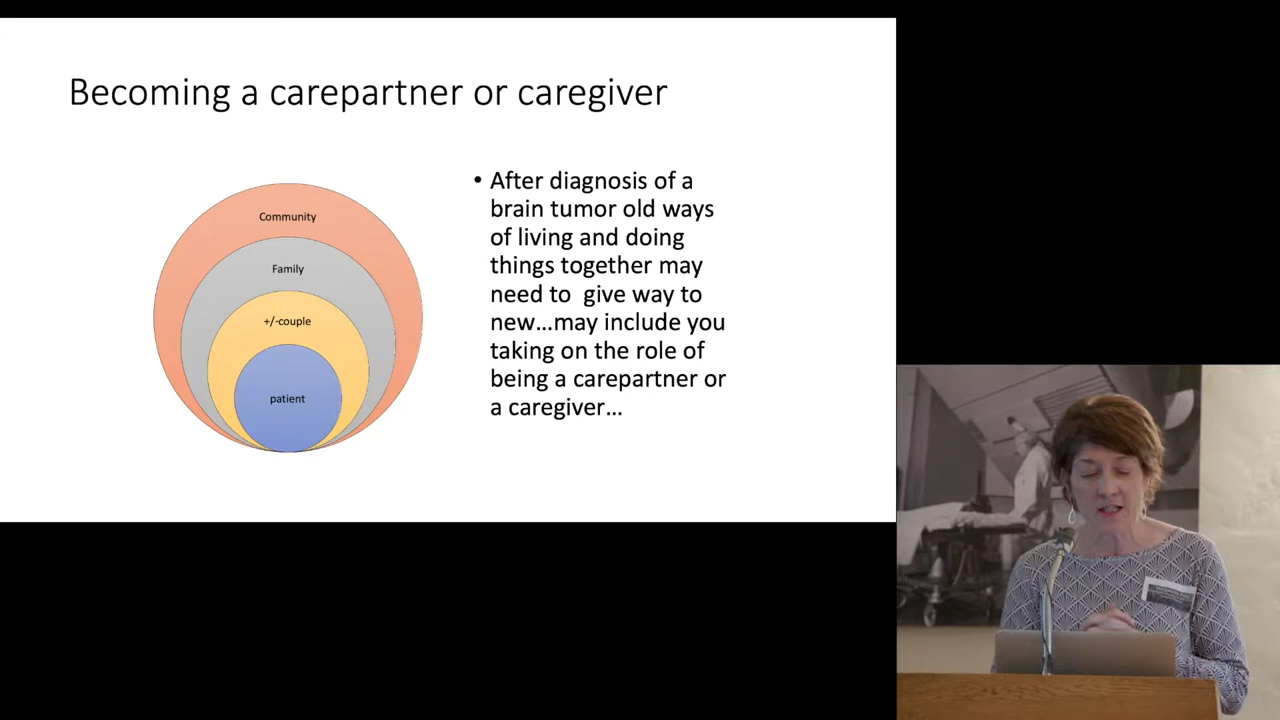 Becoming a carepartner or caregiver
Community
Family
+/-couple
patient
• After diagnosis of a
brain tumor old ways
of living and doing
things together may
need to  give way to
new…may include you
taking on the role of
being a carepartner or
a caregiver…